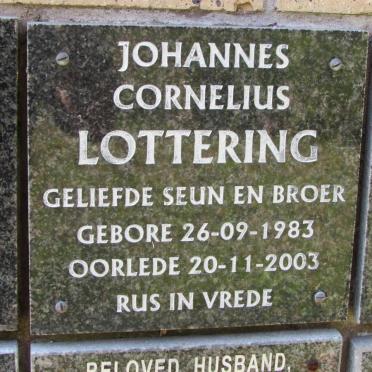 JOHANNES
CORNELIUS
LOTTERING
GELIEFDE SEUN EN BROER
GEBORE 26-09-1983
OORLEDE 20-11-2003
RUS IN VREDE
BELOVED HUSBAND,